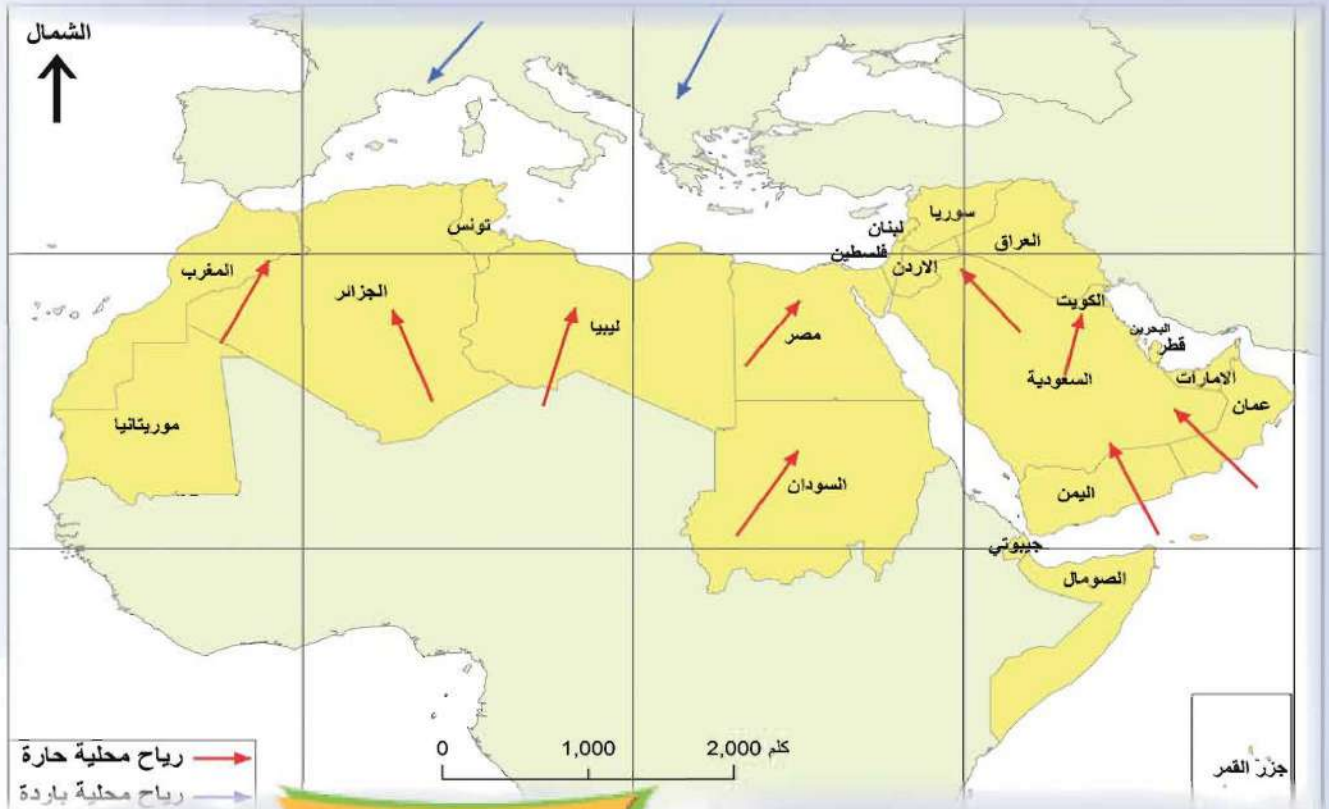 الشمال
تونس
سوريا
لبنان
العراق
فلسطين
الاردن
المغرب
الجزائر
الكويت
ليبيا
البحرين
قطر
مصر
السعودية
الامارات
عمان
موريتانيا
السودان
اليمن
جيبوتي
الصومال
رياح محلية حارة
رياح محلية باردة
0 1,000 2,000 كلم
جزر القمر